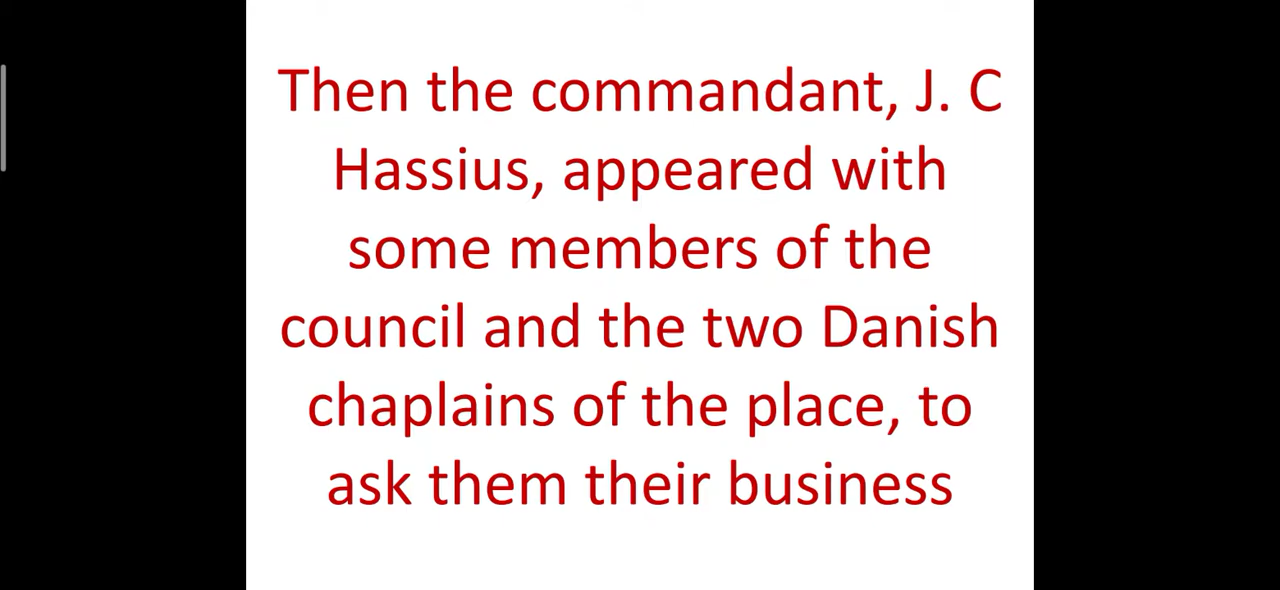 Then the commandant, J. C
Hassius, appeared with
some members of the
council and the two Danish
chaplains of the place, to
ask them their business